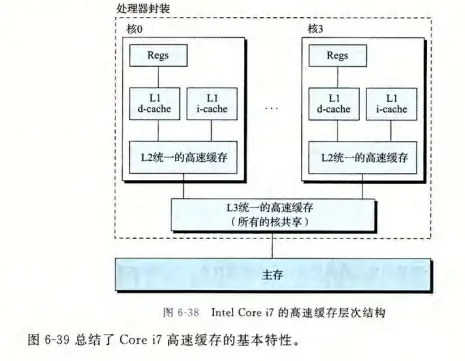 处理器封装
核0
核3
Regs
Regs
L1
d-cache
L1
i-cache
...
L1
d-cache
L1
i-cache
L2统一的高速缓存
L2统一的高速缓存
L3统一的高速缓存
(所有的核共享)
主存
图 6-38 Intel Core i7 的高速缓存层次结构
图 6-39 总结了 Core i7 高速缓存的基本特性。